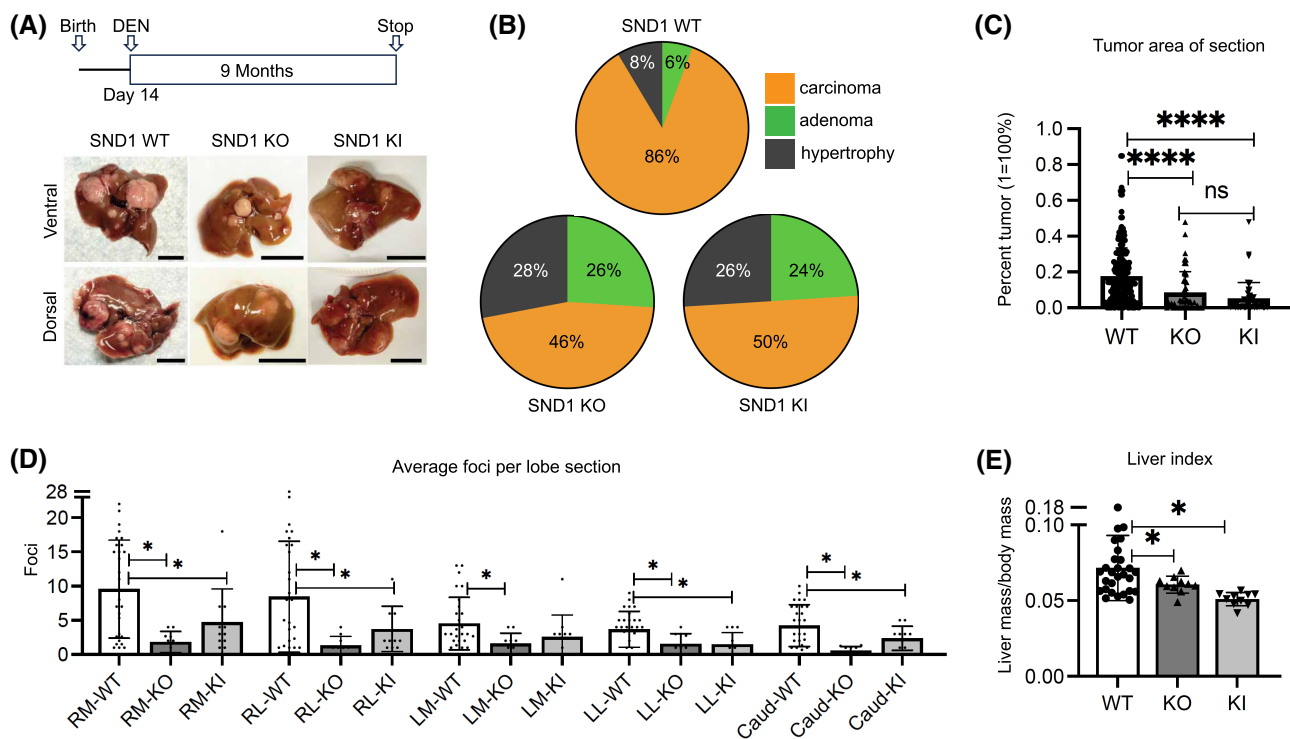 (A)
Birth DEN Stop
9 Months
Day 14
SND1 WT SND1 KO SND1 KI
Ventral
Dorsal
(B)
SND1 WT
8% 6%
86%
carcinoma
adenoma
hypertrophy
28% 26%
46%
SND1 KO
26% 24%
50%
SND1 KI
(C)
Tumor area of section
Percent tumor (1=100%)
1.0
0.8
0.6
0.4
0.2
0.0
****
****
ns
WT KO KI
(D)
Average foci per lobe section
Foci
28
20
15
10
5
0
* * * * * * * * *
RM-WT RM-KO RM-KI RL-WT RL-KO RL-KI LM-WT LM-KO LM-KI LL-WT LL-KO LL-KI Caud-WT Caud-KO Caud-KI
(E)
Liver index
Liver mass/body mass
0.18
0.10
0.05
0.00
*
*
WT KO KI